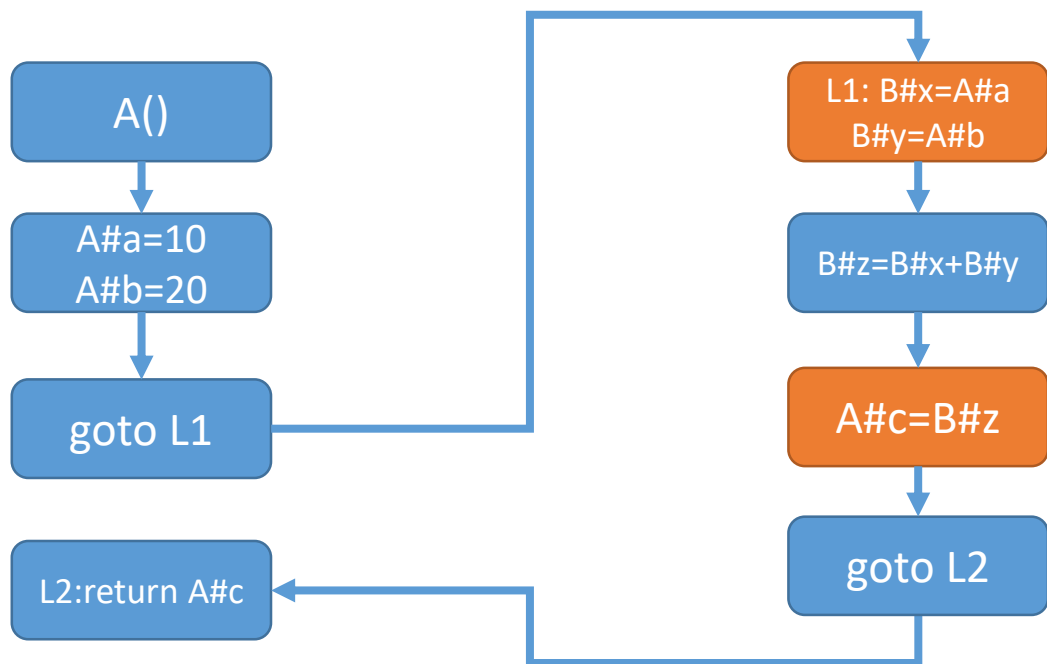 A()
A#a=10
A#b=20
goto L1
L1: B#x=A#a
B#y=A#b
B#z=B#x+B#y
A#c=B#z
goto L2
L2:return A#c